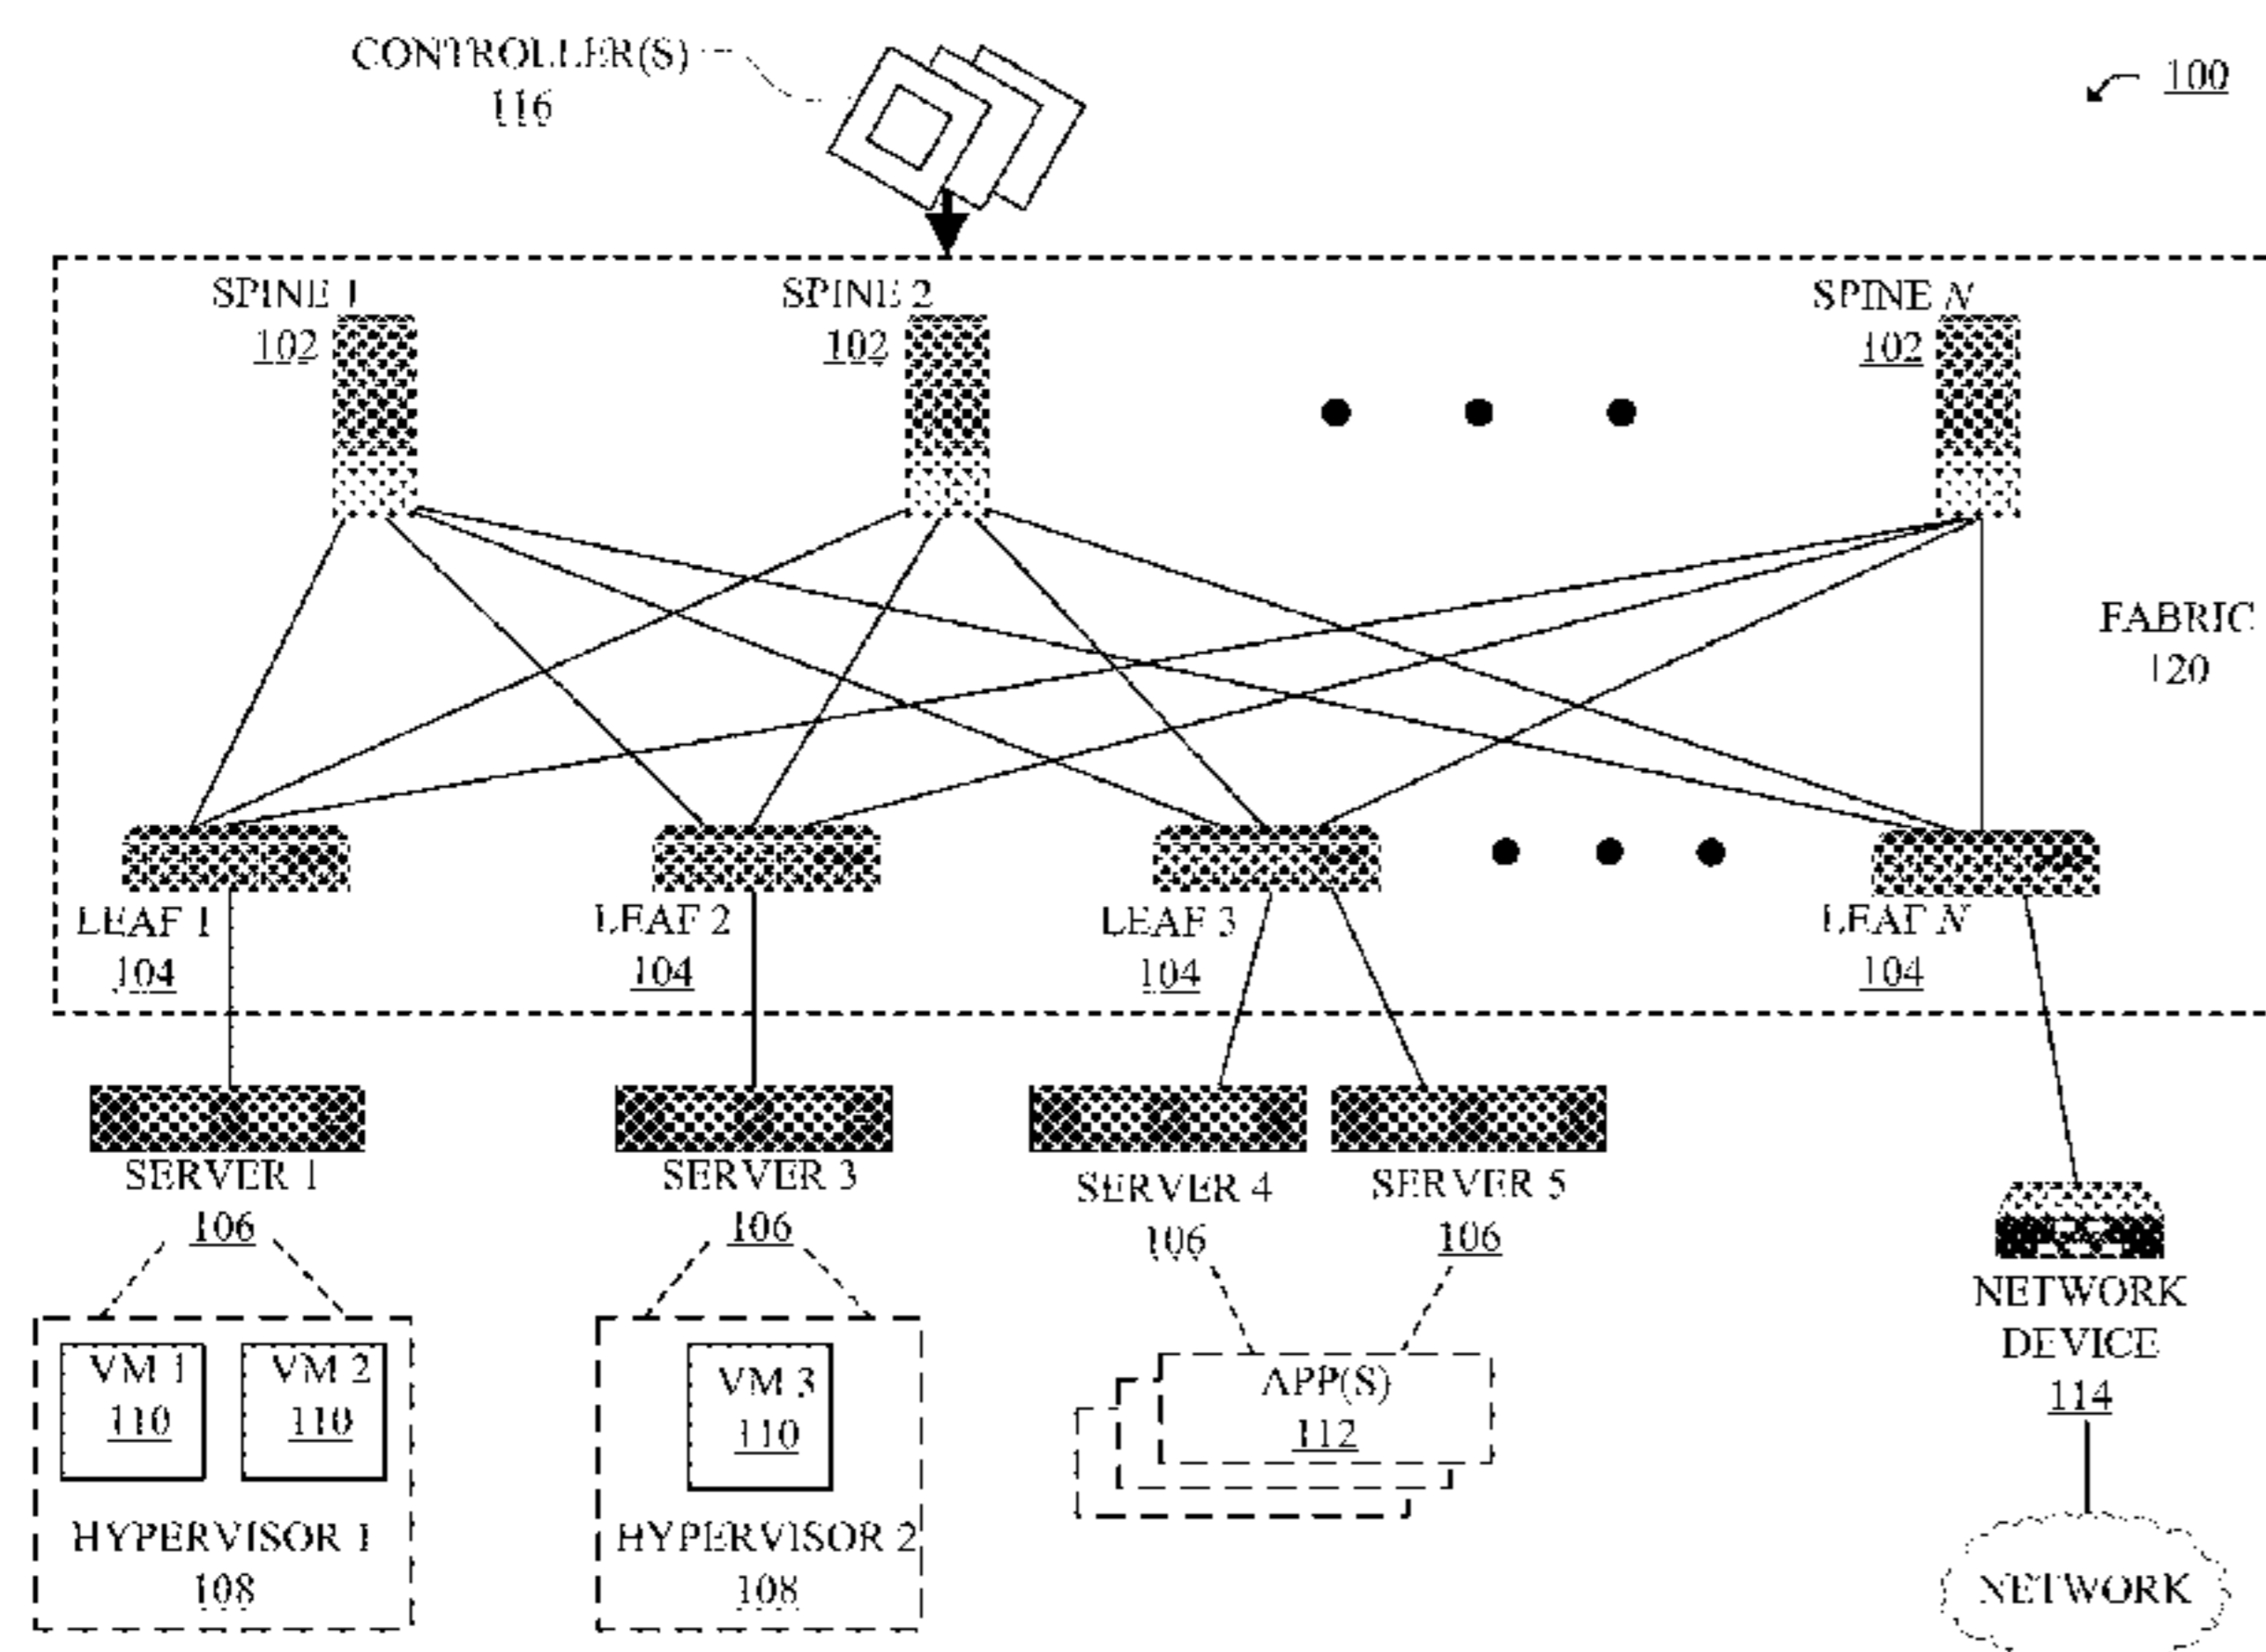 CONTROLLER(S)
116
100
SPINE 1
102
SPINE 2
102
SPINE N
102
FABRIC
120
LEAF 1
104
LEAF 2
104
LEAF 3
104
LEAF N
104
SERVER 1
106
SERVER 3
106
SERVER 4
106
SERVER 5
106
NETWORK
DEVICE
114
VM 1
110
VM 2
110
HYPERVISOR 1
108
VM 3
110
HYPERVISOR 2
108
APP(S)
112
NETWORK